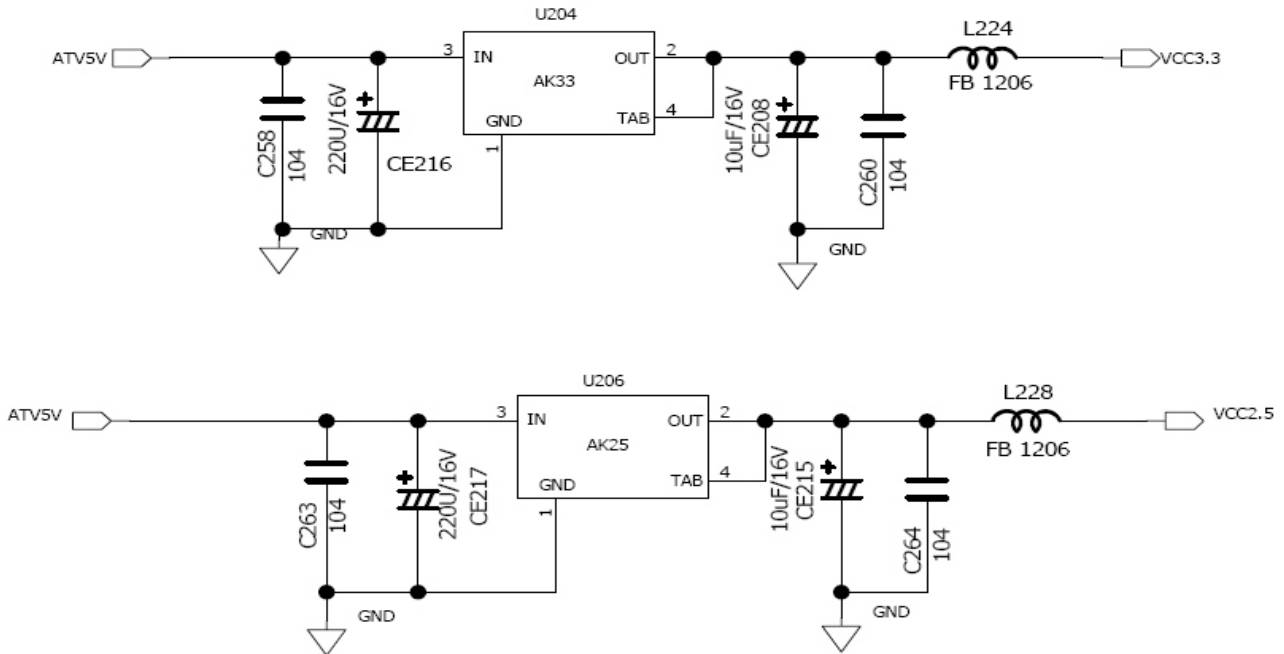 U204
ATV5V
3
IN
OUT
2
AK33
TAB
4
GND
1
C258
104
220U/16V
CE216
GND
10uF/16V
CE208
C260
104
GND
L224
FB 1206
VCC3.3
U206
ATV5V
3
IN
OUT
2
AK25
TAB
4
GND
1
C263
104
220U/16V
CE217
GND
10uF/16V
CE215
C264
104
GND
L228
FB 1206
VCC2.5